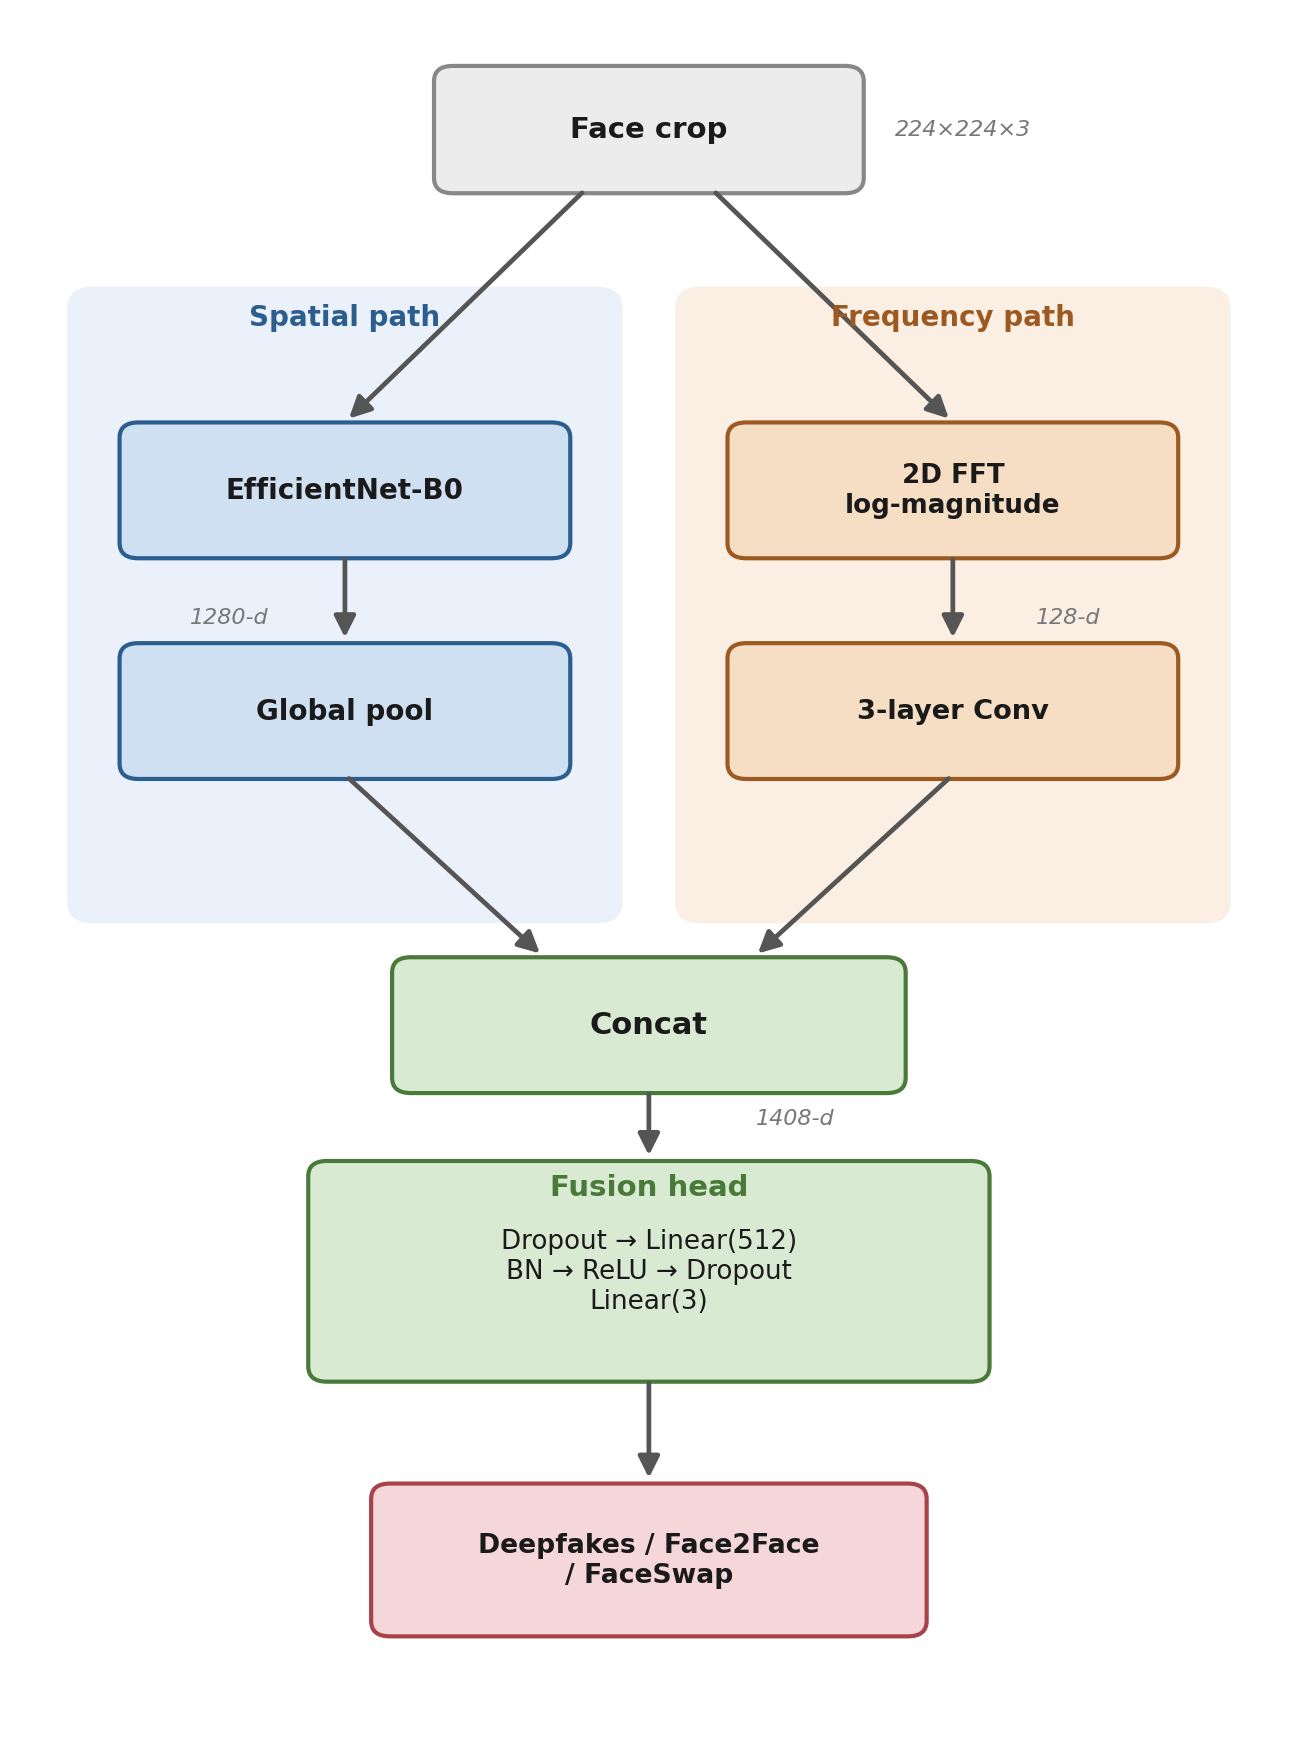 Face crop
224×224×3
Spatial path
Frequency path
EfficientNet-B0
2D FFT
log-magnitude
1280-d
128-d
Global pool
3-layer Conv
Concat
1408-d
Fusion head
Dropout → Linear(512)
BN → ReLU → Dropout
Linear(3)
Deepfakes / Face2Face
/ FaceSwap